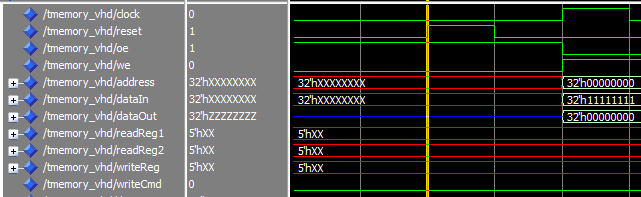 /tmemory_vhd/clock 0
/tmemory_vhd/reset 1
/tmemory_vhd/oe 1
/tmemory_vhd/we 0
/tmemory_vhd/address 32'hXXXXXXXX 32'hXXXXXXXX 32'h00000000
/tmemory_vhd/dataIn 32'hXXXXXXXX 32'hXXXXXXXX 32'h11111111
/tmemory_vhd/dataOut 32'hZZZZZZZZ 32'h00000000
/tmemory_vhd/readReg1 5'hXX 5'hXX
/tmemory_vhd/readReg2 5'hXX 5'hXX
/tmemory_vhd/writeReg 5'hXX 5'hXX
/tmemory_vhd/writeCmd 0